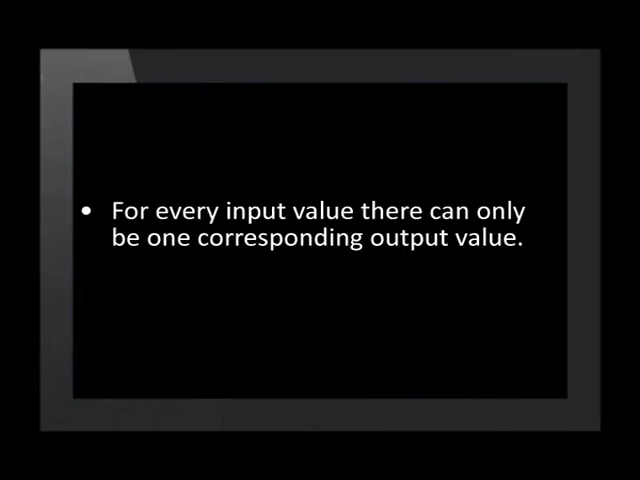 • For every input value there can only
be one corresponding output value.